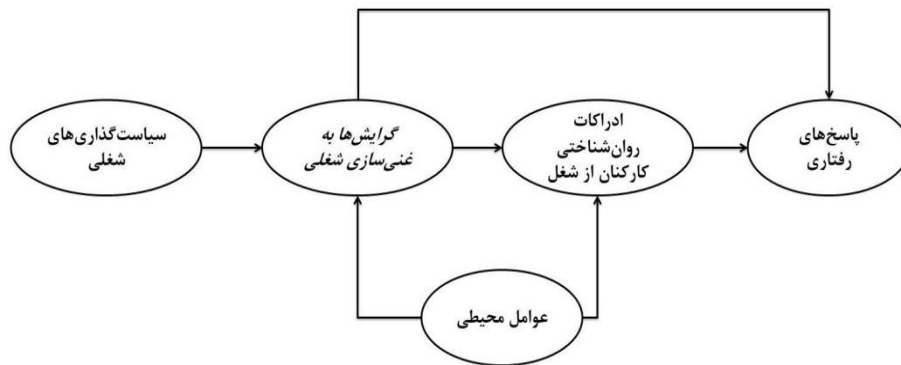 سیاست‌گذاری‌های
شغلی
گرایش‌ها به
غنی‌سازی شغلی
ادراکات
روان‌شناختی
کارکنان از شغل
پاسخ‌های
رفتاری
عوامل محیطی